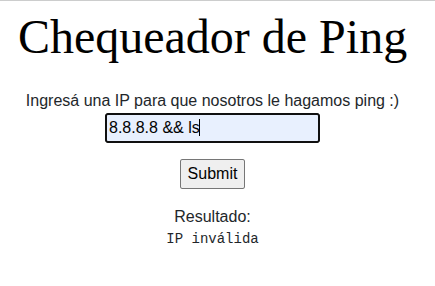 Chequeador de Ping
Ingresá una IP para que nosotros le hagamos ping :)
8.8.8.8 && ls
Submit
Resultado:
IP inválida